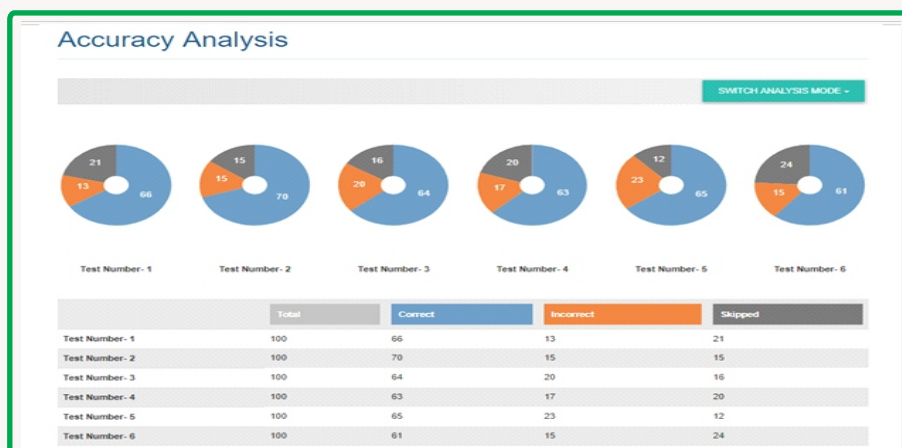 Accuracy Analysis
SWITCH ANALYSIS MODE
21 13 66
15 15 70
16 20 64
20 17 63
12 23 65
24 15 61
Test Number- 1 Test Number- 2 Test Number- 3 Test Number- 4 Test Number- 5 Test Number- 6
Total Correct Incorrect Skipped
Test Number- 1 100 66 13 21
Test Number- 2 100 70 15 15
Test Number- 3 100 64 20 16
Test Number- 4 100 63 17 20
Test Number- 5 100 65 23 12
Test Number- 6 100 61 15 24